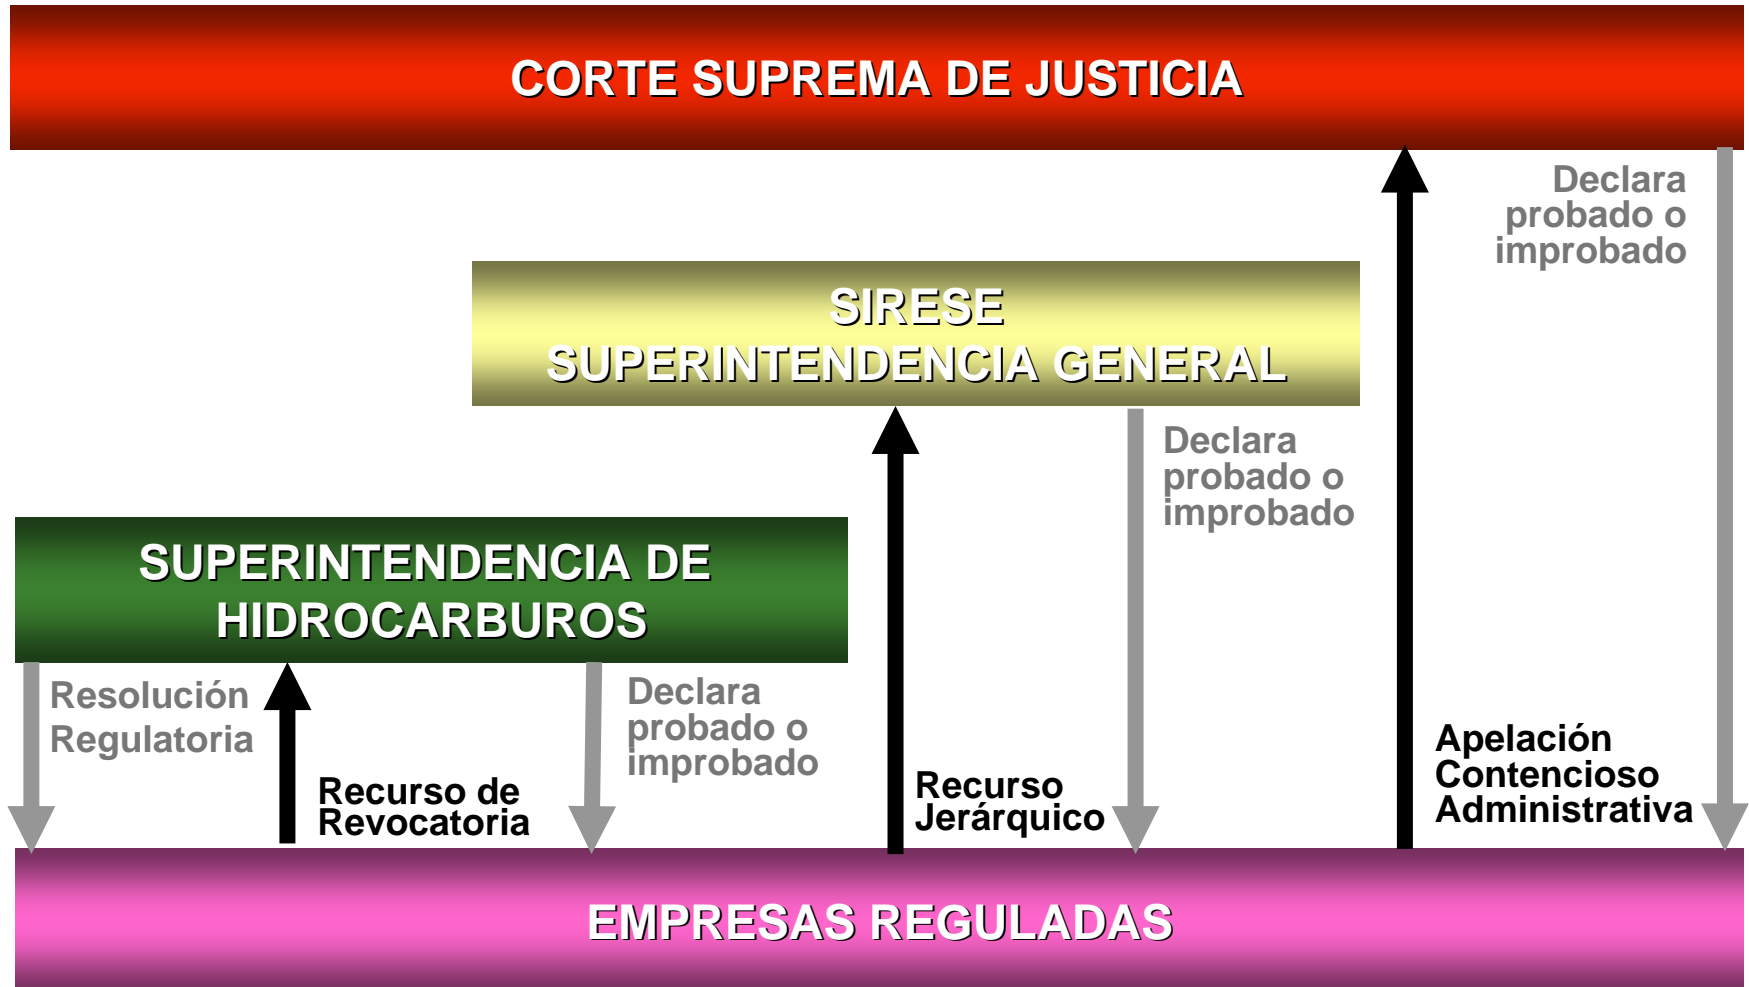 CORTE SUPREMA DE JUSTICIA
Declara
probado o
improbado
SIRESE
SUPERINTENDENCIA GENERAL
Declara
probado o
improbado
SUPERINTENDENCIA DE
HIDROCARBUROS
Resolución
Regulatoria
Recurso de
Revocatoria
Declara
probado o
improbado
Recurso
Jerárquico
Apelación
Contencioso
Administrativa
EMPRESAS REGULADAS